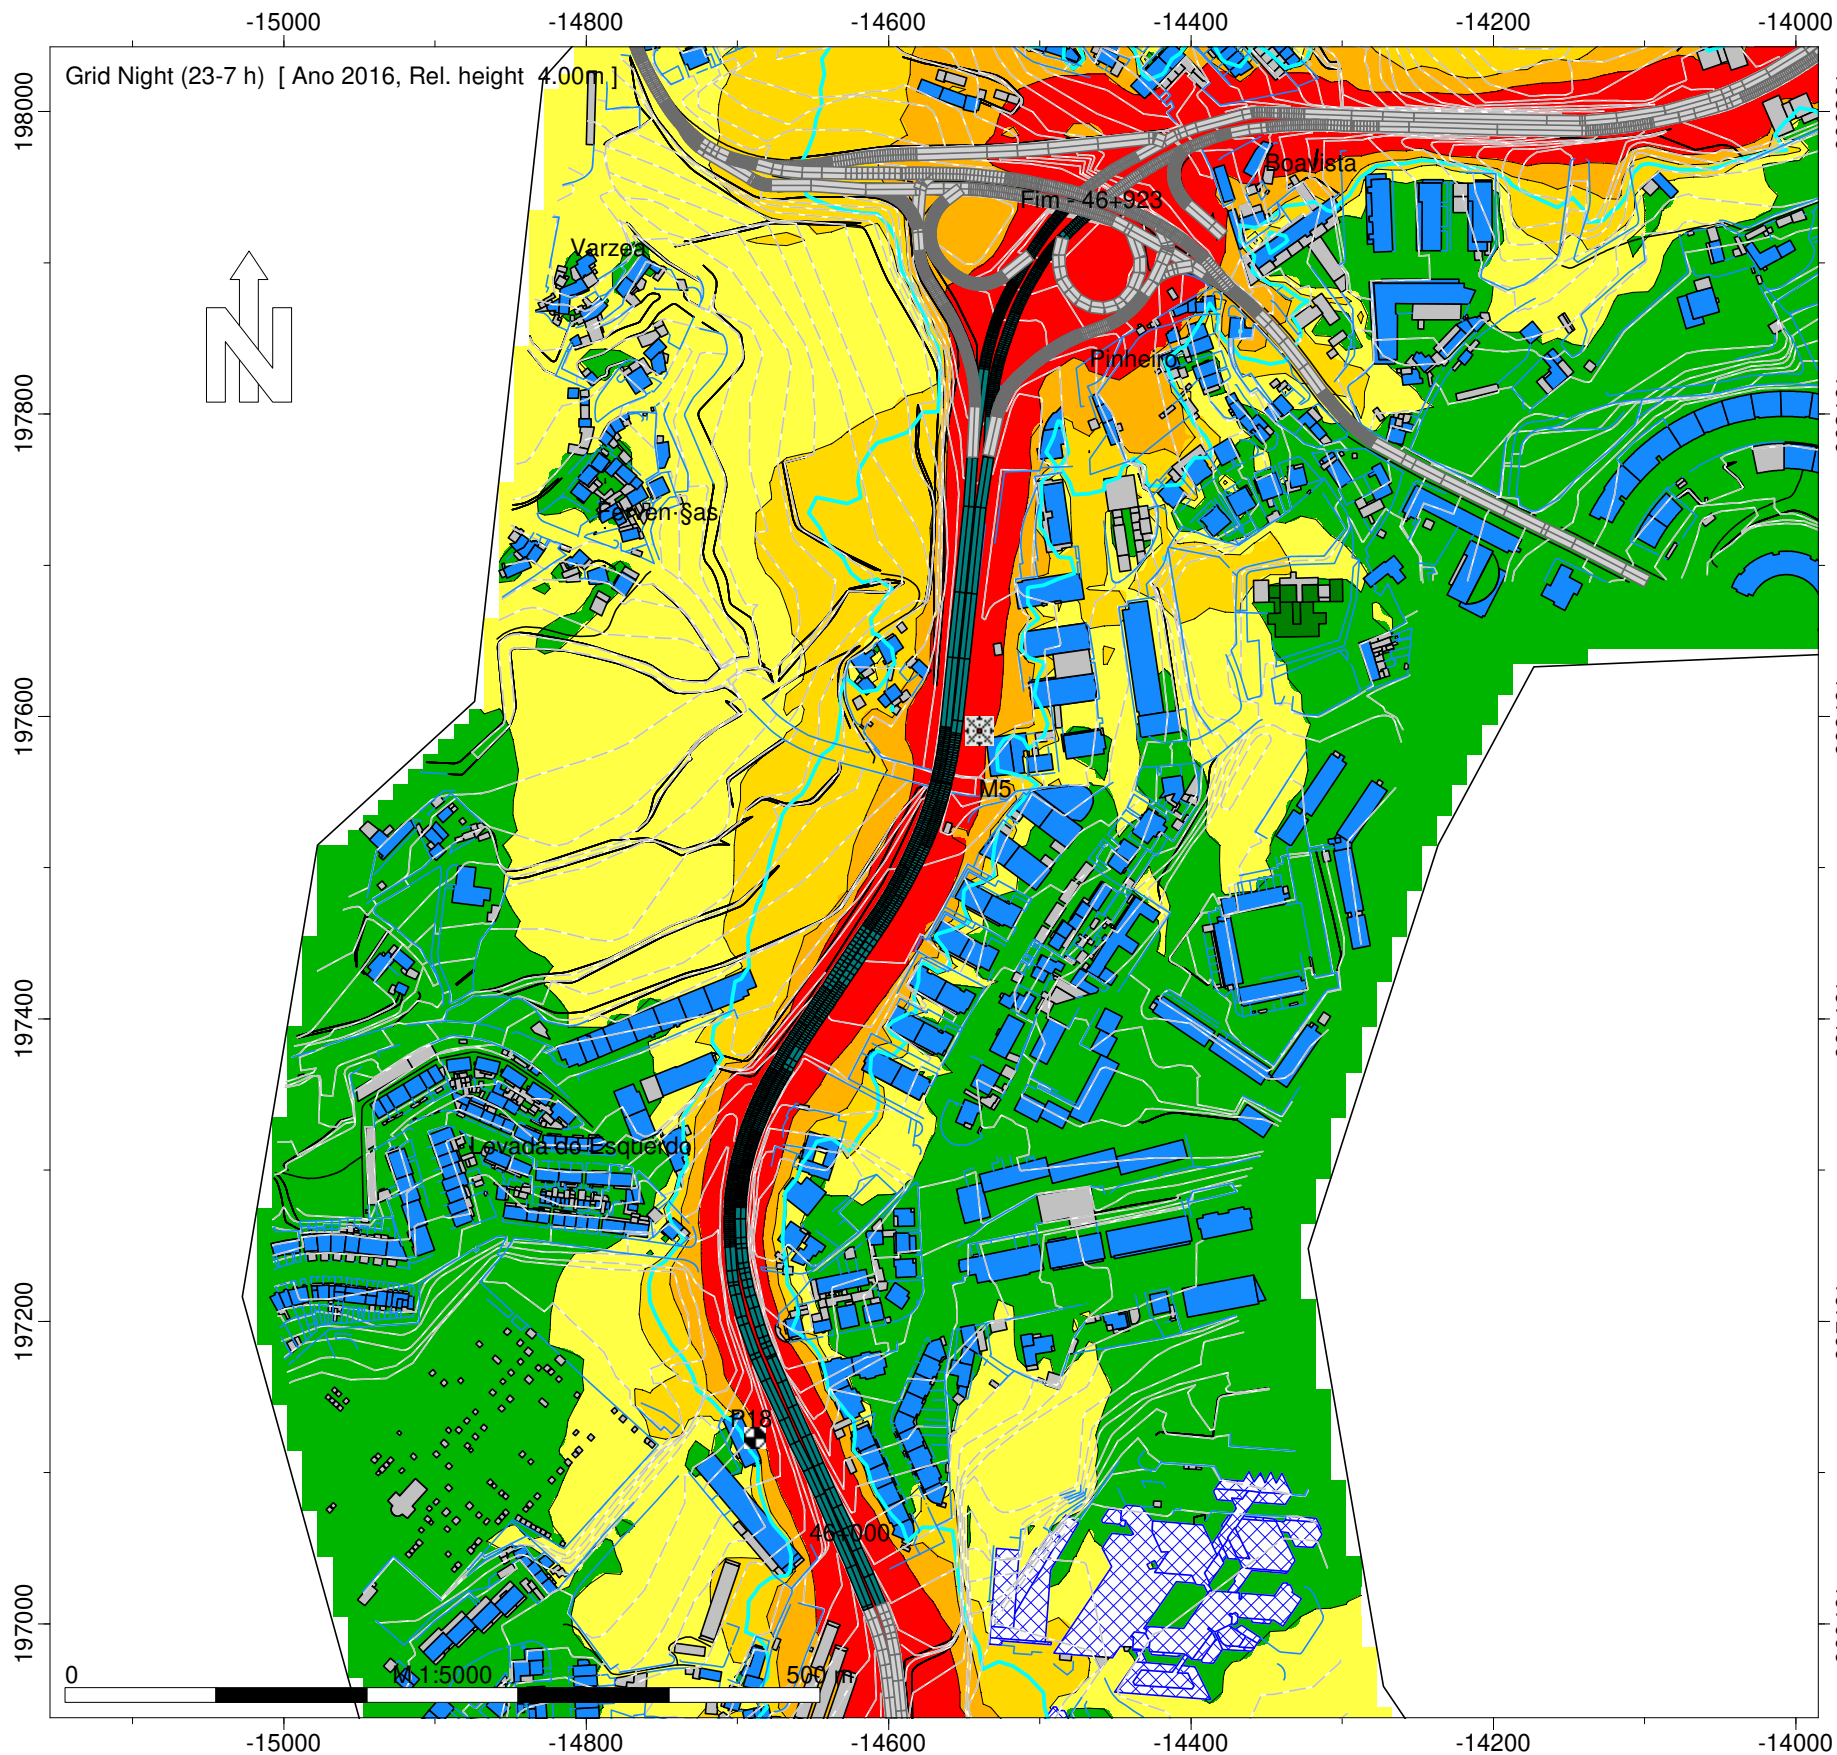 -15000 -14800 -14600 -14400 -14200 -14000
Grid Night (23-7 h) [ Ano 2016, Rel. height 4.00m ]
198000
Boavista
Fim - 46+923
Varzea
Pinheiro
197800
Ferven·§as
197600
M5
197400
Levada do Esquerdo
197200
P18
46+000
197000
0 M 1:5000 500 m
-15000 -14800 -14600 -14400 -14200 -14000